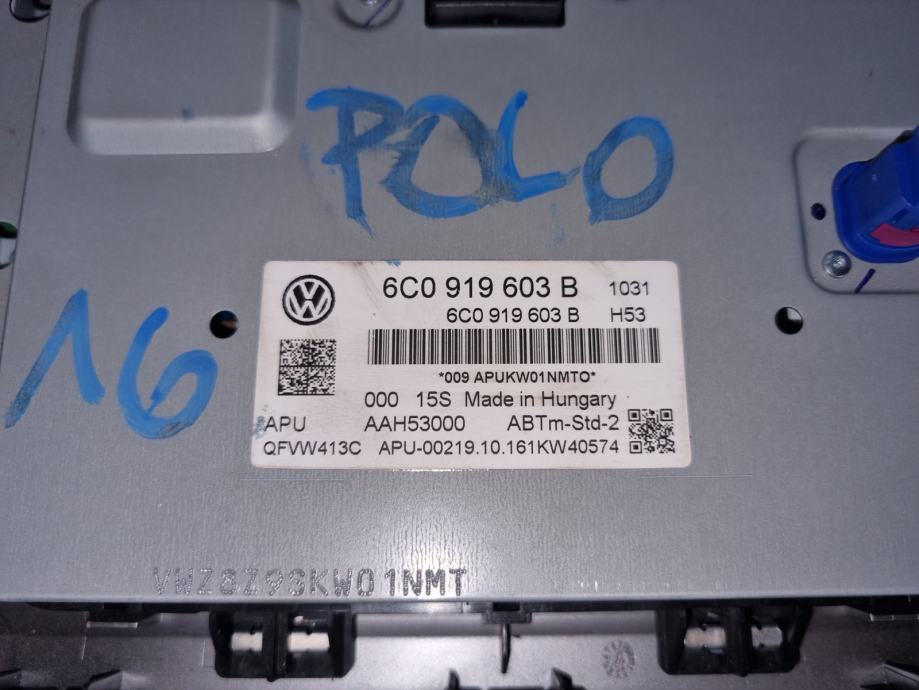 POLO
16
6C0 919 603 B 1031
6C0 919 603 B H53
*009 APUKW01NMTO*
000 15S Made in Hungary
APU AAH53000 ABTm-Std-2
QFVW413C APU-00219.10.161KW40574
VWZ8Z9SKW01NMT